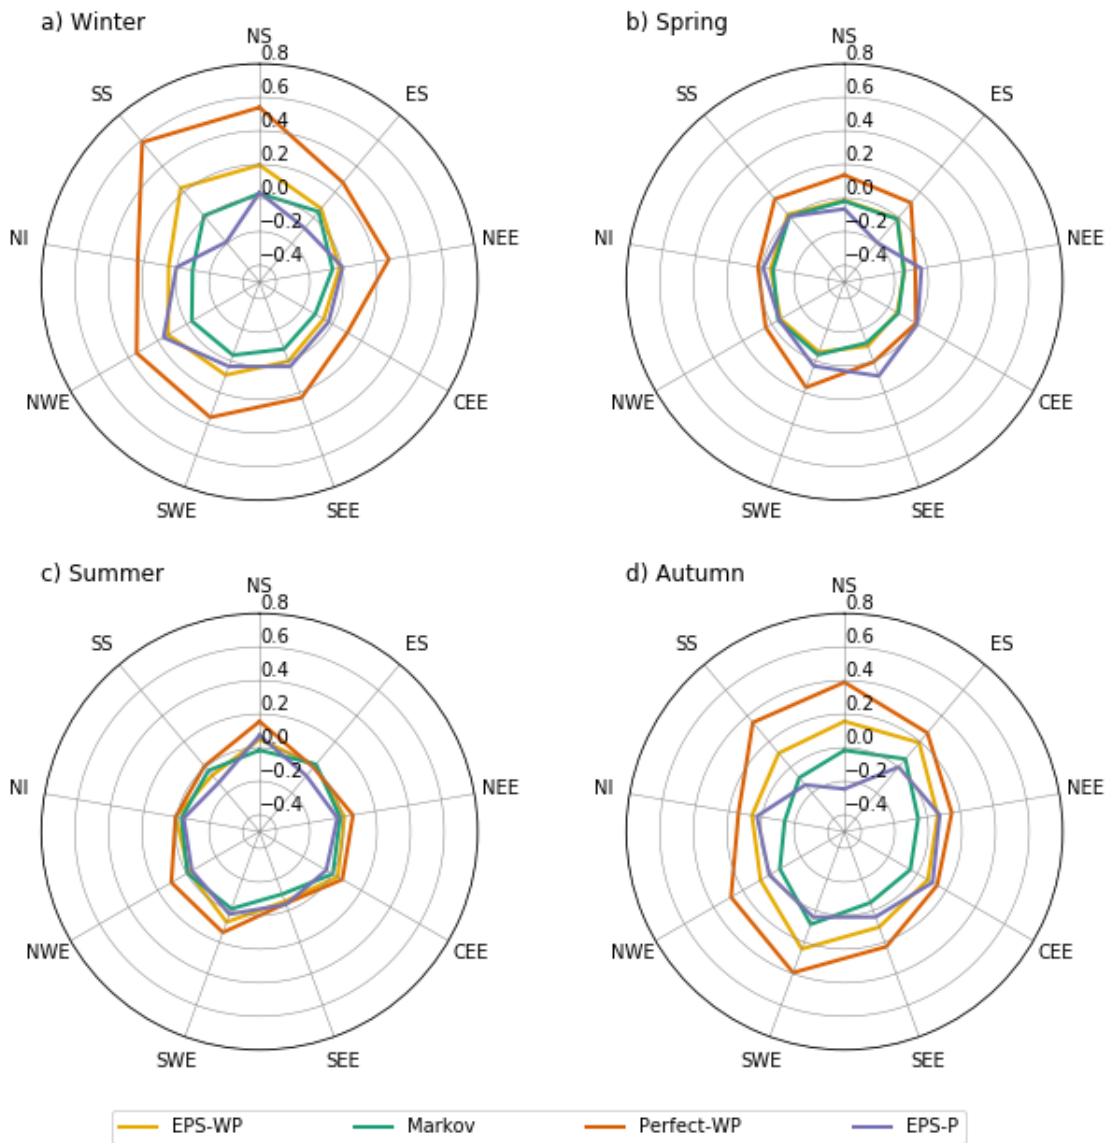 a) Winter
NS
0.8
0.6
0.4
0.2
0.0
−0.2
−0.4
ES
NEE
CEE
SEE
SWE
NWE
NI
SS
b) Spring
NS
0.8
0.6
0.4
0.2
0.0
−0.2
−0.4
ES
NEE
CEE
SEE
SWE
NWE
NI
SS
c) Summer
NS
0.8
0.6
0.4
0.2
0.0
−0.2
−0.4
ES
NEE
CEE
SEE
SWE
NWE
NI
SS
d) Autumn
NS
0.8
0.6
0.4
0.2
0.0
−0.2
−0.4
ES
NEE
CEE
SEE
SWE
NWE
NI
SS
EPS-WP Markov Perfect-WP EPS-P